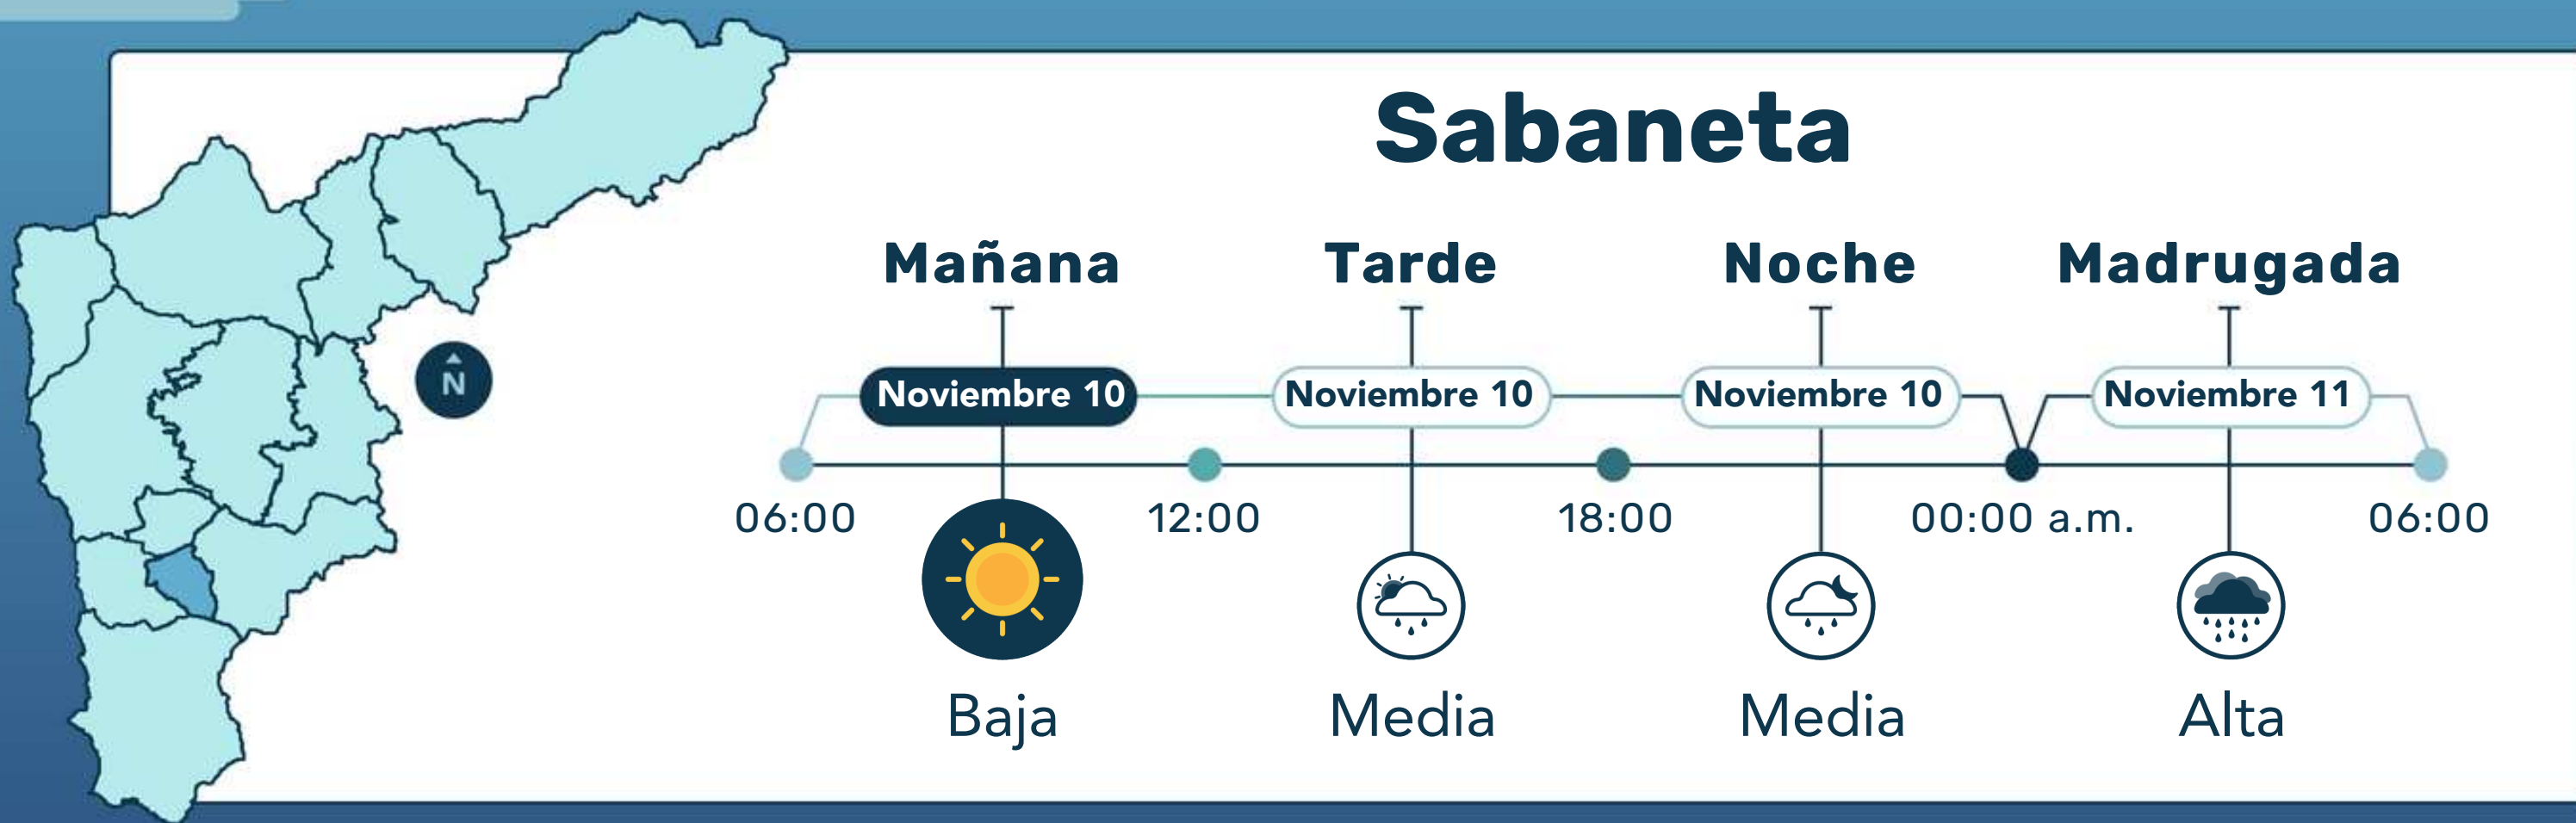 Sabaneta
Mañana Tarde Noche Madrugada
N
Noviembre 10 Noviembre 10 Noviembre 10 Noviembre 11
06:00 12:00 18:00 00:00 a.m. 06:00
Baja Media Media Alta